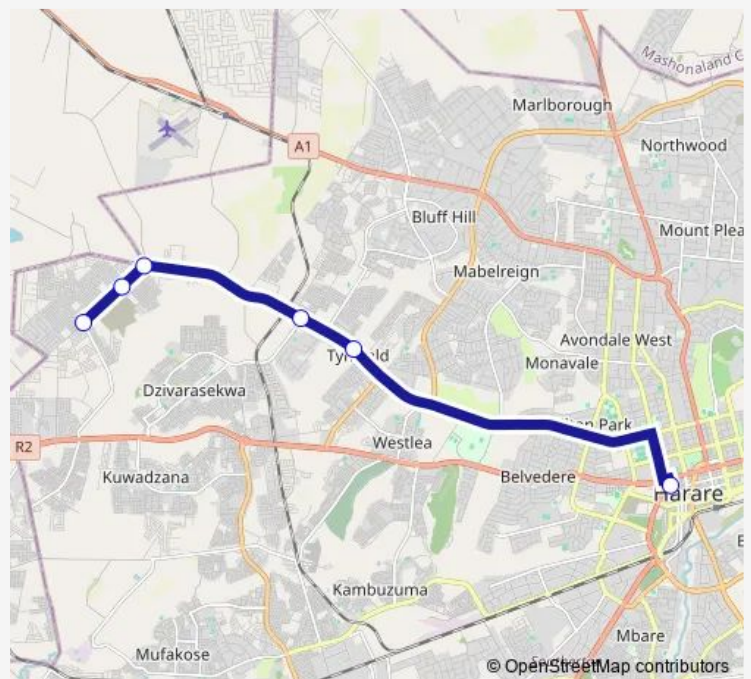 Marlborough
Mashonaland C
Northwood
A1
Bluff Hill
Mount Plea
Mabelreign
Avondale West
Monavale
Dzivarasekwa
R2
Westlea
Belvedere
Kuwadzana
Harare
Kambuzuma
Mbare
Mufakose
© OpenStreetMap contributors